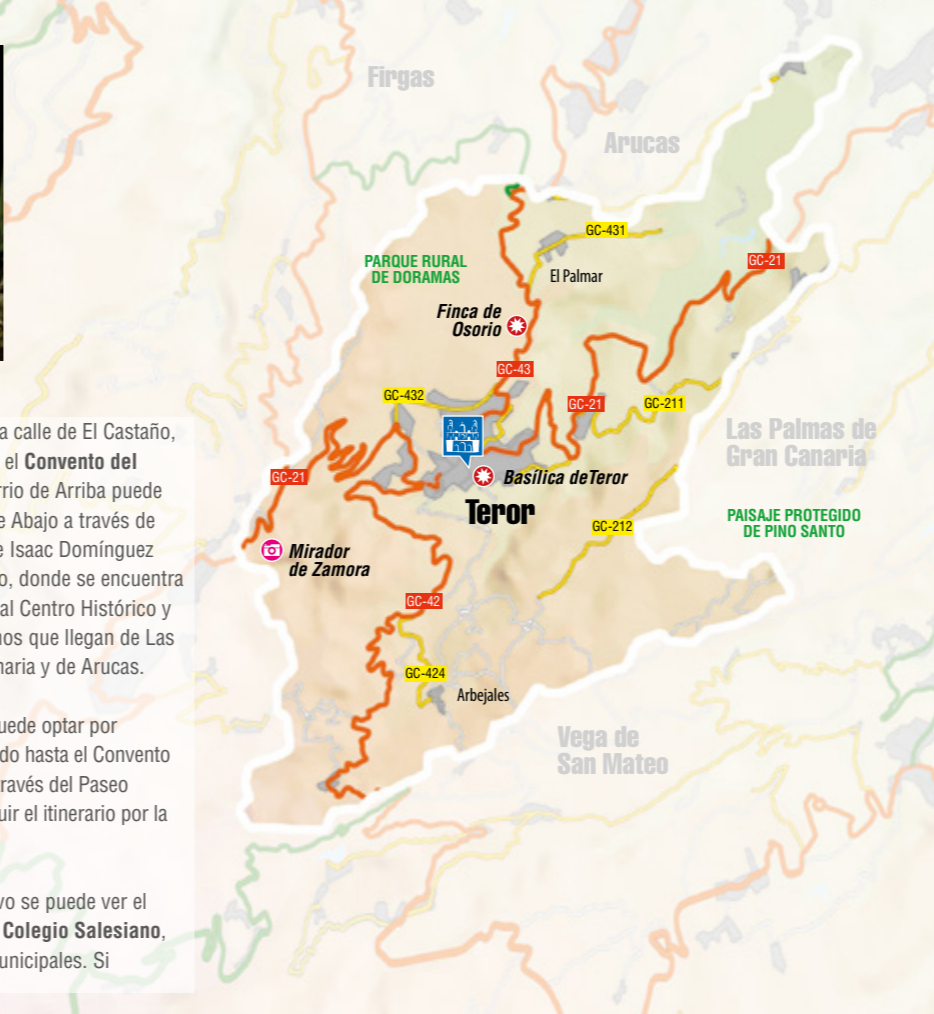 Firgas
Arucas
GC-431
PARQUE RURAL
DE DORAMAS
GC-21
El Palmar
Finca de
Osorio
GC-43
GC-432
GC-21
GC-211
Las Palmas de
Gran Canaria
GC-21
Basílica deTeror
Teror
PAISAJE PROTEGIDO
DE PINO SANTO
GC-212
Mirador
de Zamora
GC-42
GC-424
Arbejales
Vega de
San Mateo
a calle de El Castaño,
el Convento del
rrio de Arriba puede
e Abajo a través de
e Isaac Domínguez
o, donde se encuentra
al Centro Histórico y
nos que llegan de Las
naria y de Arucas.
uede optar por
do hasta el Convento
ravés del Paseo
uir el itinerario por la
vo se puede ver el
Colegio Salesiano,
unicipales. Si